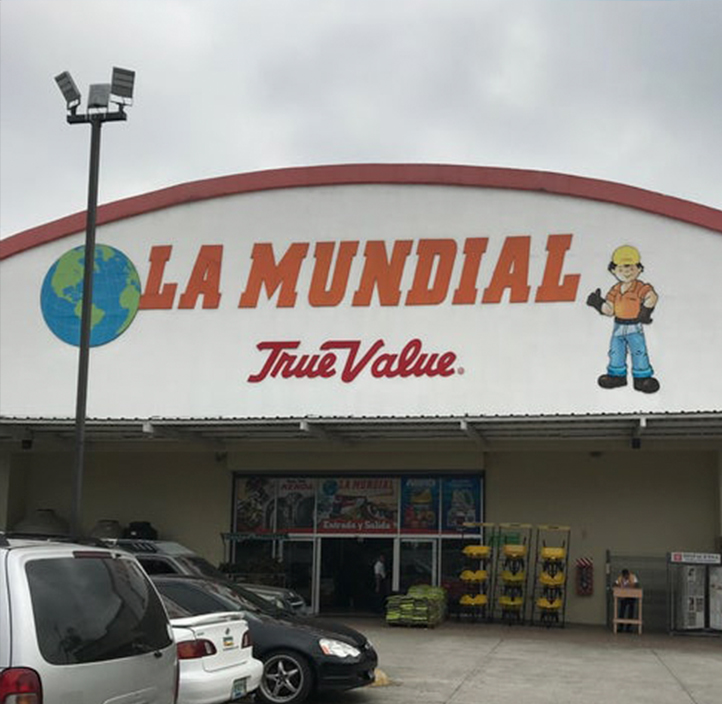 LA MUNDIAL
True Value®
LA MUNDIAL
Entrada y Salida